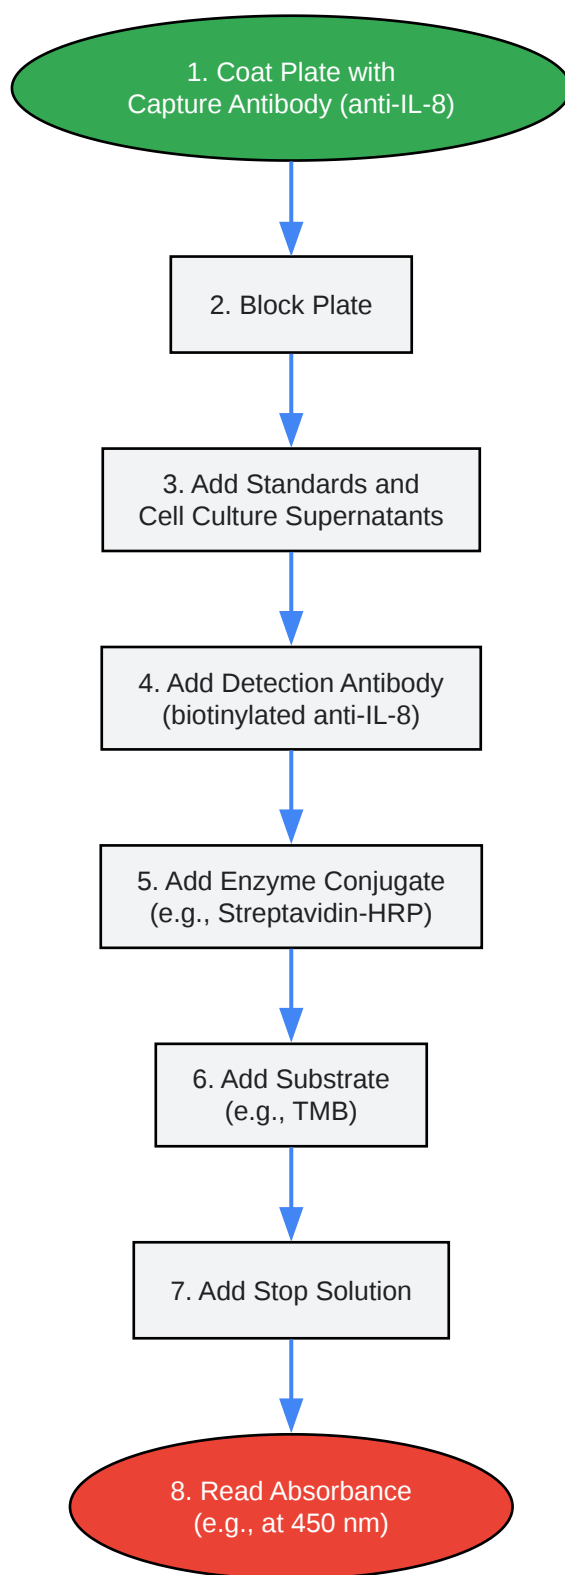 1. Coat Plate with
Capture Antibody (anti-IL-8)
2. Block Plate
3. Add Standards and
Cell Culture Supernatants
4. Add Detection Antibody
(biotinylated anti-IL-8)
5. Add Enzyme Conjugate
(e.g., Streptavidin-HRP)
6. Add Substrate
(e.g., TMB)
7. Add Stop Solution
8. Read Absorbance
(e.g., at 450 nm)